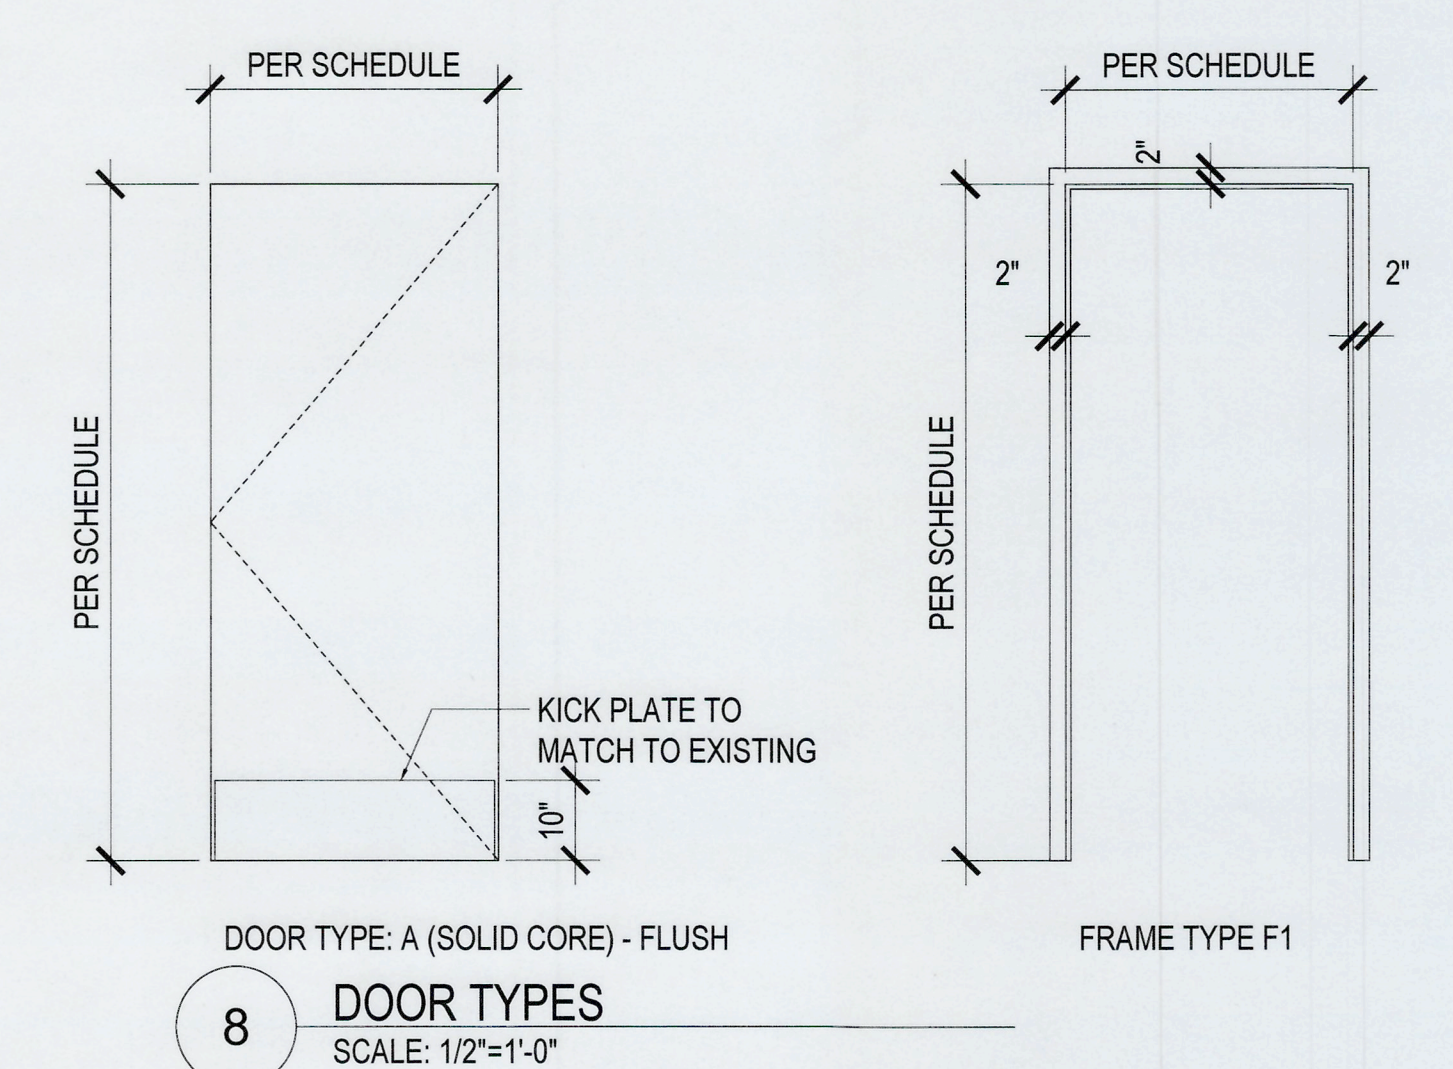 PER SCHEDULE
PER SCHEDULE
2"
2"
2"
PER SCHEDULE
PER SCHEDULE
KICK PLATE TO
MATCH TO EXISTING
10"
DOOR TYPE: A (SOLID CORE) - FLUSH
FRAME TYPE F1
8
DOOR TYPES
SCALE: 1/2"=1'-0"